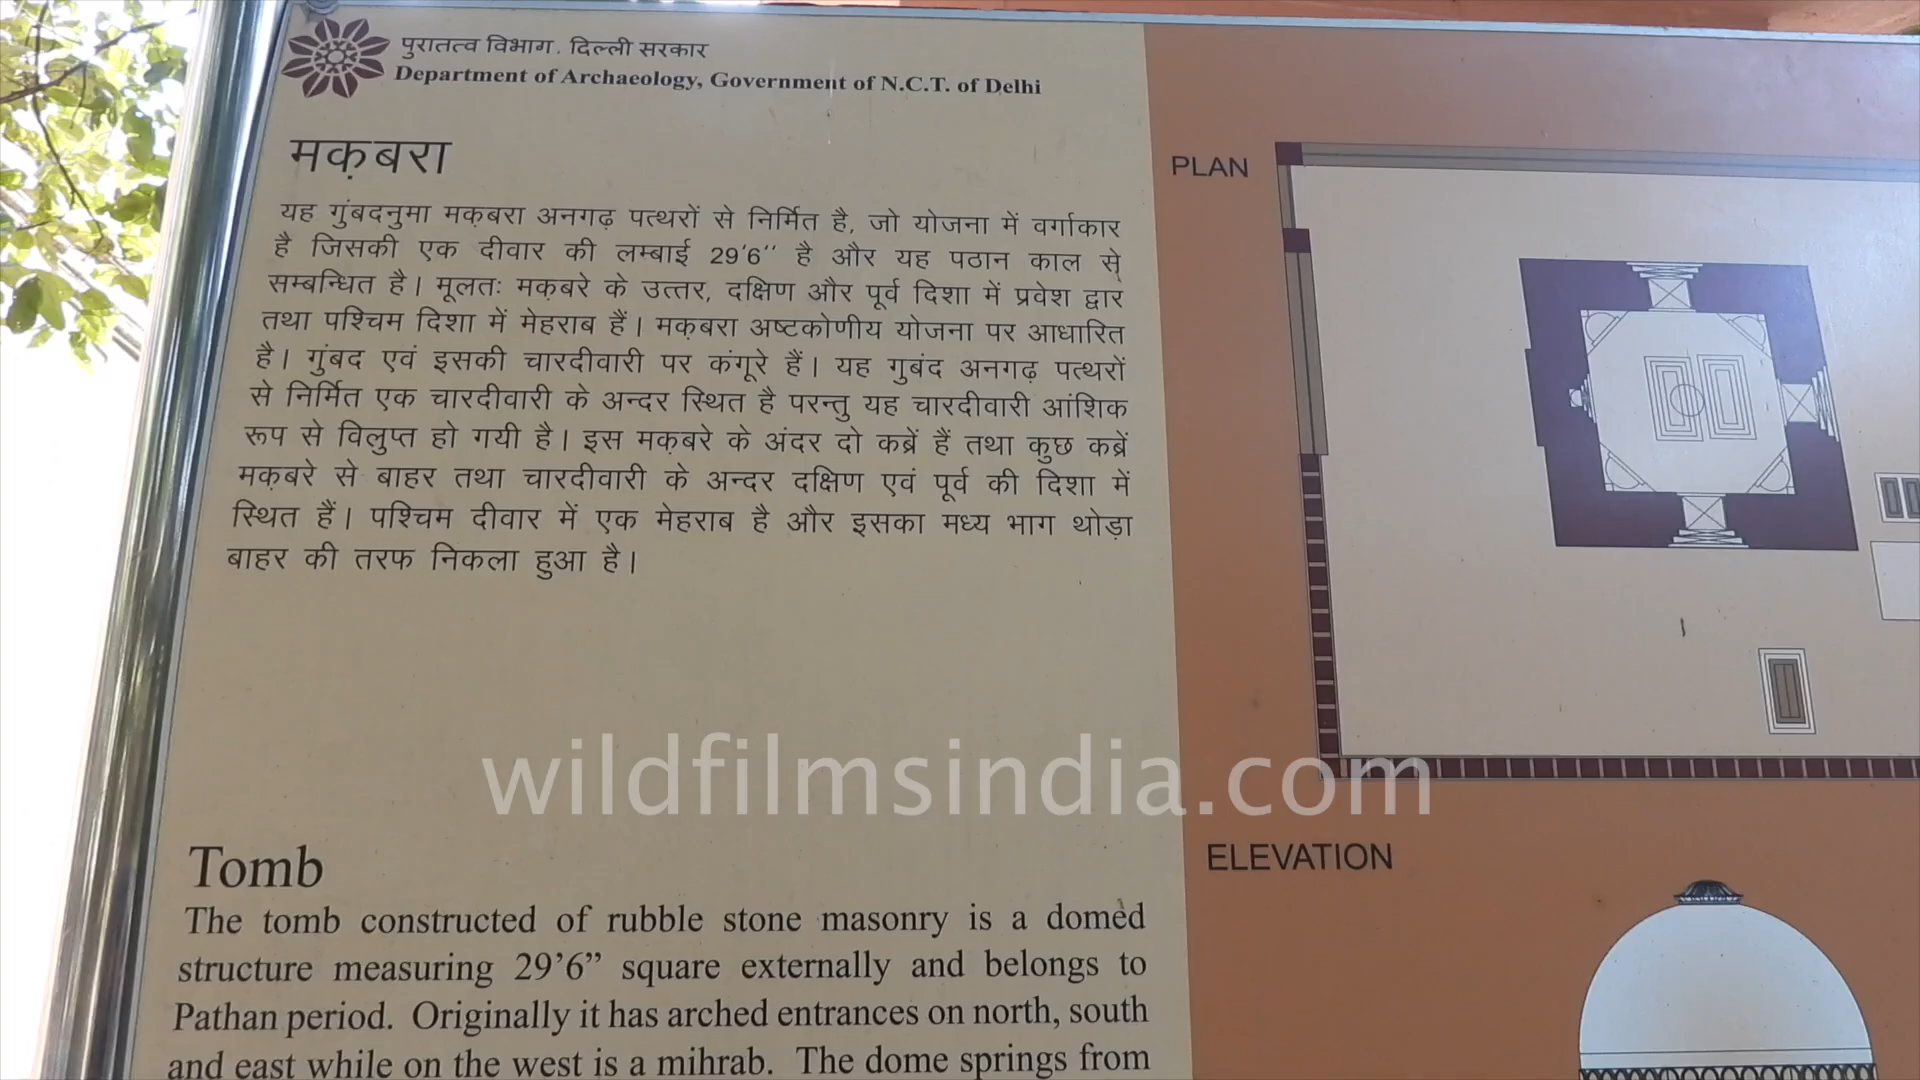 पुरातत्व विभाग, दिल्ली सरकार
Department of Archaeology, Government of N.C.T. of Delhi
मक़बरा
यह गुंबदनुमा मक़बरा अनगढ़ पत्थरों से निर्मित है, जो योजना में वर्गाकार
है जिसकी एक दीवार की लम्बाई 29'6" है और यह पठान काल से
सम्बन्धित है। मूलतः मक़बरे के उत्तर, दक्षिण और पूर्व दिशा में प्रवेश द्वार
तथा पश्चिम दिशा में मेहराब हैं। मक़बरा अष्टकोणीय योजना पर आधारित
है। गुंबद एवं इसकी चारदीवारी पर कंगूरे हैं। यह गुबंद अनगढ़ पत्थरों
से निर्मित एक चारदीवारी के अन्दर स्थित है परन्तु यह चारदीवारी आंशिक
रूप से विलुप्त हो गयी है। इस मक़बरे के अंदर दो कब्रें हैं तथा कुछ कब्रें
मक़बरे से बाहर तथा चारदीवारी के अन्दर दक्षिण एवं पूर्व की दिशा में
स्थित हैं। पश्चिम दीवार में एक मेहराब है और इसका मध्य भाग थोड़ा
बाहर की तरफ निकला हुआ है।
Tomb
The tomb constructed of rubble stone masonry is a domed
structure measuring 29'6" square externally and belongs to
Pathan period. Originally it has arched entrances on north, south
and east while on the west is a mihrab. The dome springs from
PLAN
ELEVATION
wildfilmsindia.com